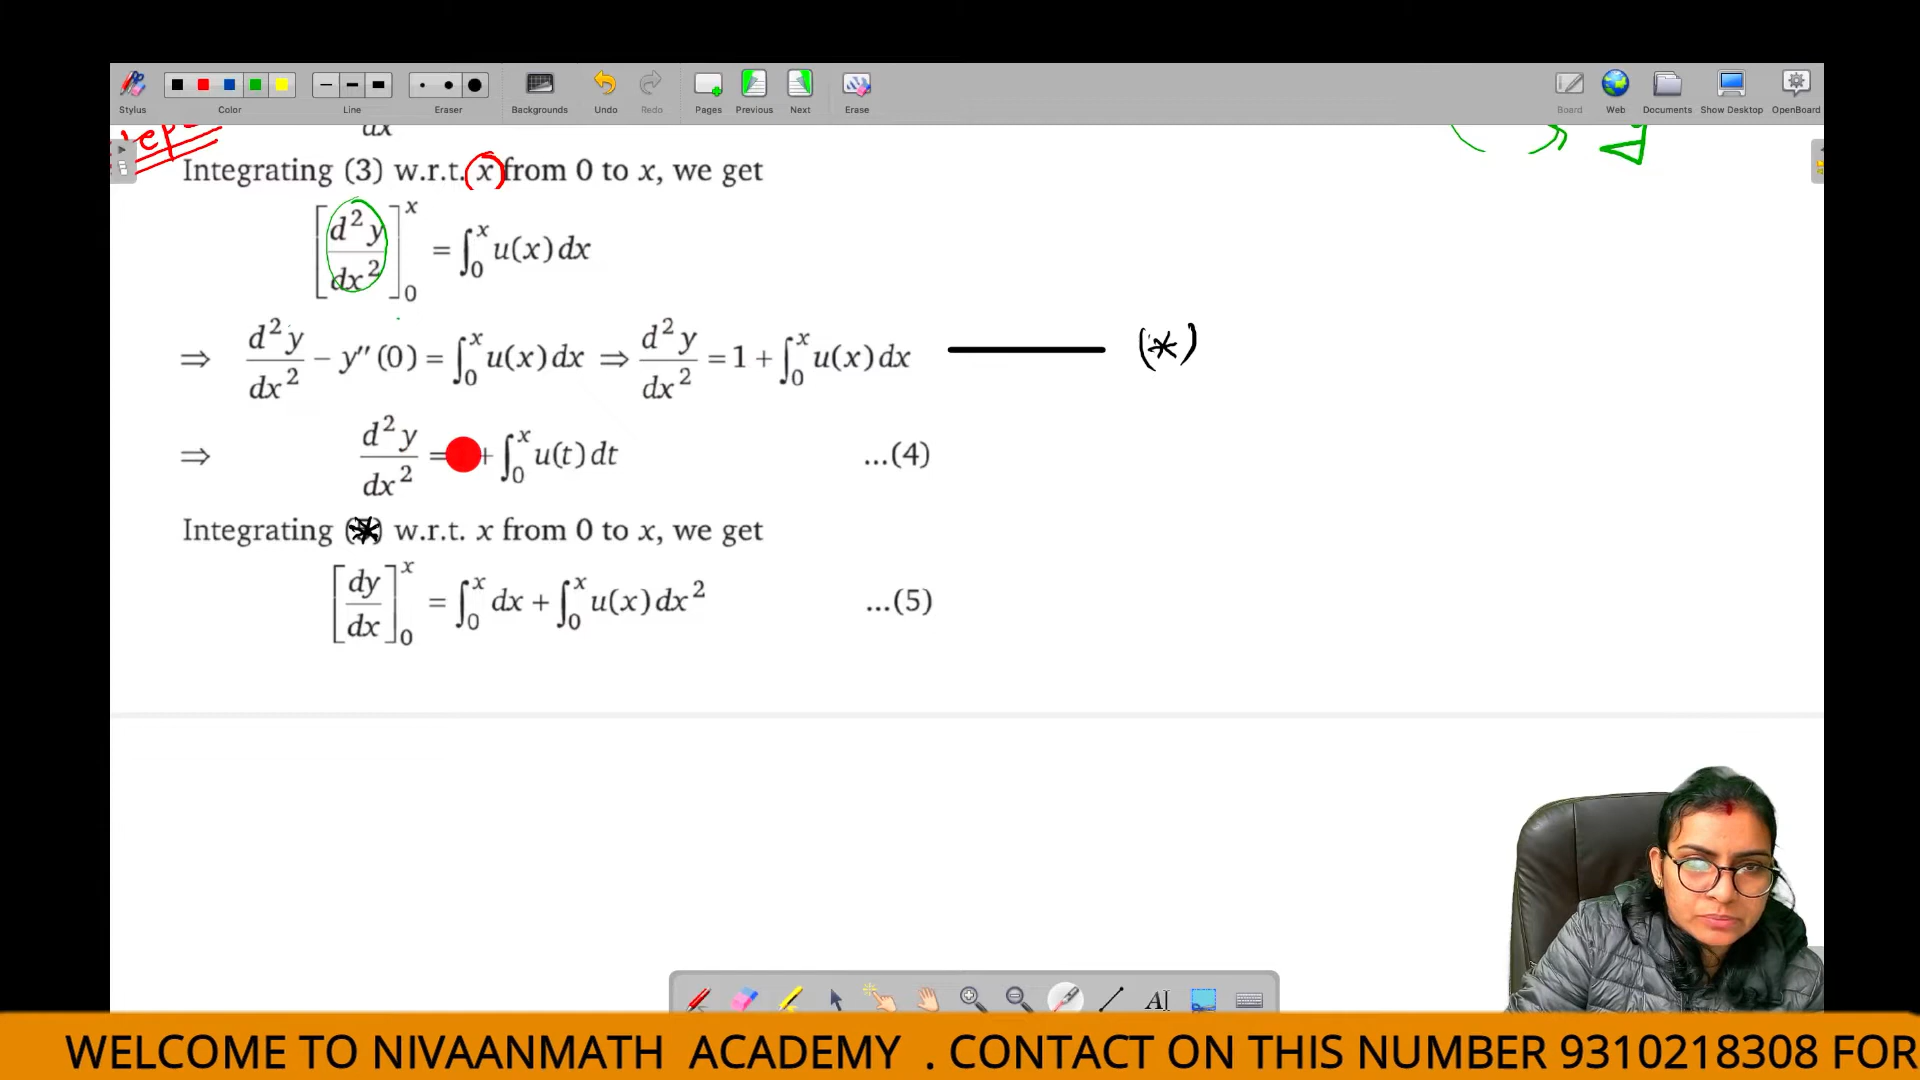 Stylus Color Line Eraser Backgrounds Undo Redo Pages Previous Next Erase Board Web Documents Show Desktop OpenBoard
dx
Integrating (3) w.r.t. x from 0 to x, we get
[d²y/dx²]₀ˣ = ∫₀ˣ u(x) dx
⇒ d²y/dx² − y″(0) = ∫₀ˣ u(x) dx ⇒ d²y/dx² = 1 + ∫₀ˣ u(x) dx (*)
⇒ d²y/dx² = + ∫₀ˣ u(t) dt ...(4)
Integrating (*) w.r.t. x from 0 to x, we get
[dy/dx]₀ˣ = ∫₀ˣ dx + ∫₀ˣ u(x) dx² ...(5)
WELCOME TO NIVAANMATH ACADEMY . CONTACT ON THIS NUMBER 9310218308 FOR